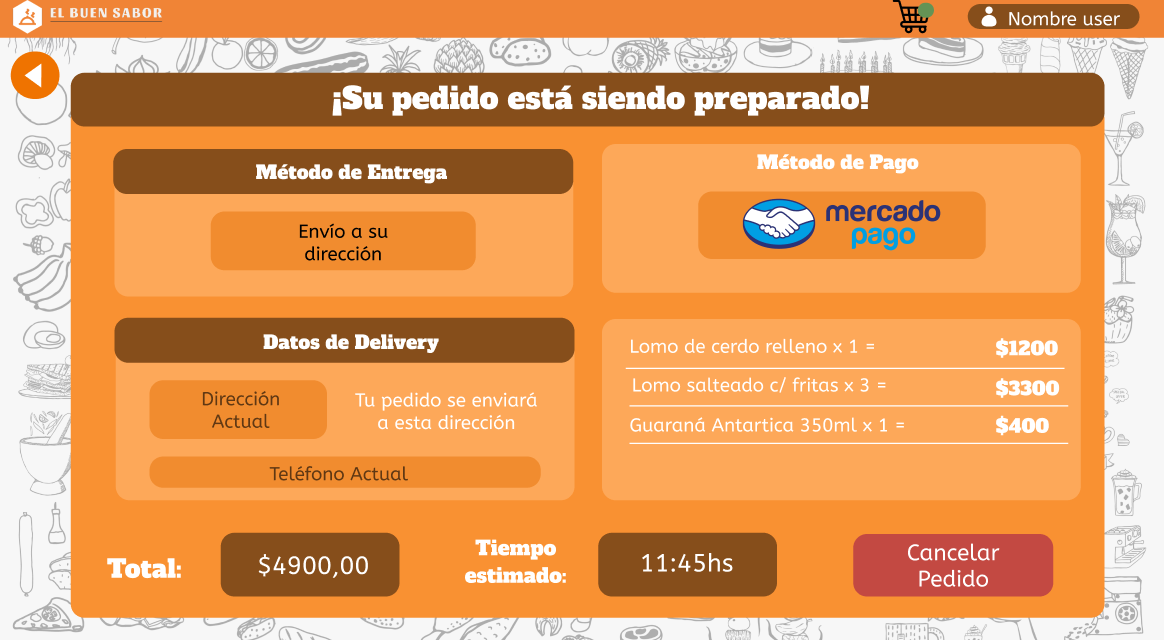 EL BUEN SABOR
Nombre user
¡Su pedido está siendo preparado!
Método de Entrega
Envío a su
dirección
Método de Pago
mercado
pago
Datos de Delivery
Dirección
Actual
Tu pedido se enviará
a esta dirección
Teléfono Actual
Lomo de cerdo relleno x 1 = $1200
Lomo salteado c/ fritas x 3 = $3300
Guaraná Antartica 350ml x 1 = $400
Total: $4900,00
Tiempo
estimado:
11:45hs
Cancelar
Pedido